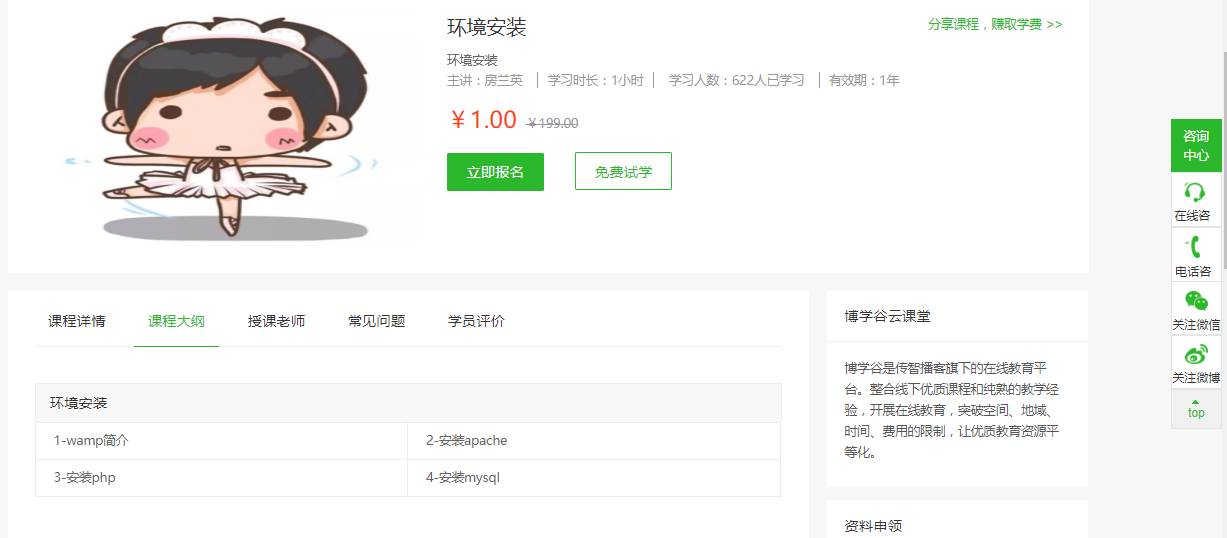 环境安装
分享课程，赚取学费 >>
环境安装
主讲：房兰英 学习时长：1小时 学习人数：622人已学习 有效期：1年
￥1.00 ￥199.00
立即报名 免费试学
咨询
中心
在线咨
电话咨
关注微信
关注微博
top
课程详情 课程大纲 授课老师 常见问题 学员评价
环境安装
1-wamp简介 2-安装apache
3-安装php 4-安装mysql
博学谷云课堂
博学谷是传智播客旗下的在线教育平
台。整合线下优质课程和纯熟的教学经
验，开展在线教育，突破空间、地域、
时间、费用的限制，让优质教育资源平
等化。
资料申领